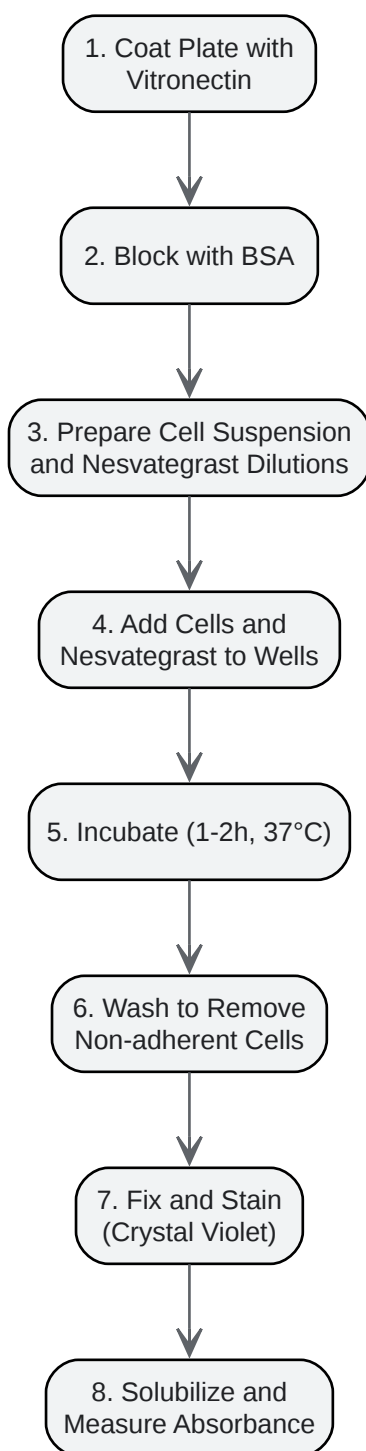 1. Coat Plate with
Vitronectin
2. Block with BSA
3. Prepare Cell Suspension
and Nesvategrast Dilutions
4. Add Cells and
Nesvategrast to Wells
5. Incubate (1-2h, 37°C)
6. Wash to Remove
Non-adherent Cells
7. Fix and Stain
(Crystal Violet)
8. Solubilize and
Measure Absorbance